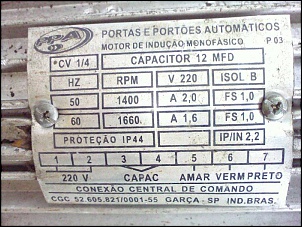 PPA
PORTAS E PORTÕES AUTOMÁTICOS
MOTOR DE INDUÇÃO MONOFÁSICO P 03
CV 1/4 CAPACITOR 12 MFD
HZ RPM V 220 ISOL B
50 1400 A 2,0 FS 1,0
60 1660 A 1,6 FS 1,0
PROTEÇÃO IP44 IP/IN 2,2
1 2 3 4 5 6 7
220 V CAPAC AMAR VERM PRETO
CONEXÃO CENTRAL DE COMANDO
CGC 52.605.821/0001-55 GARÇA - SP IND. BRAS.